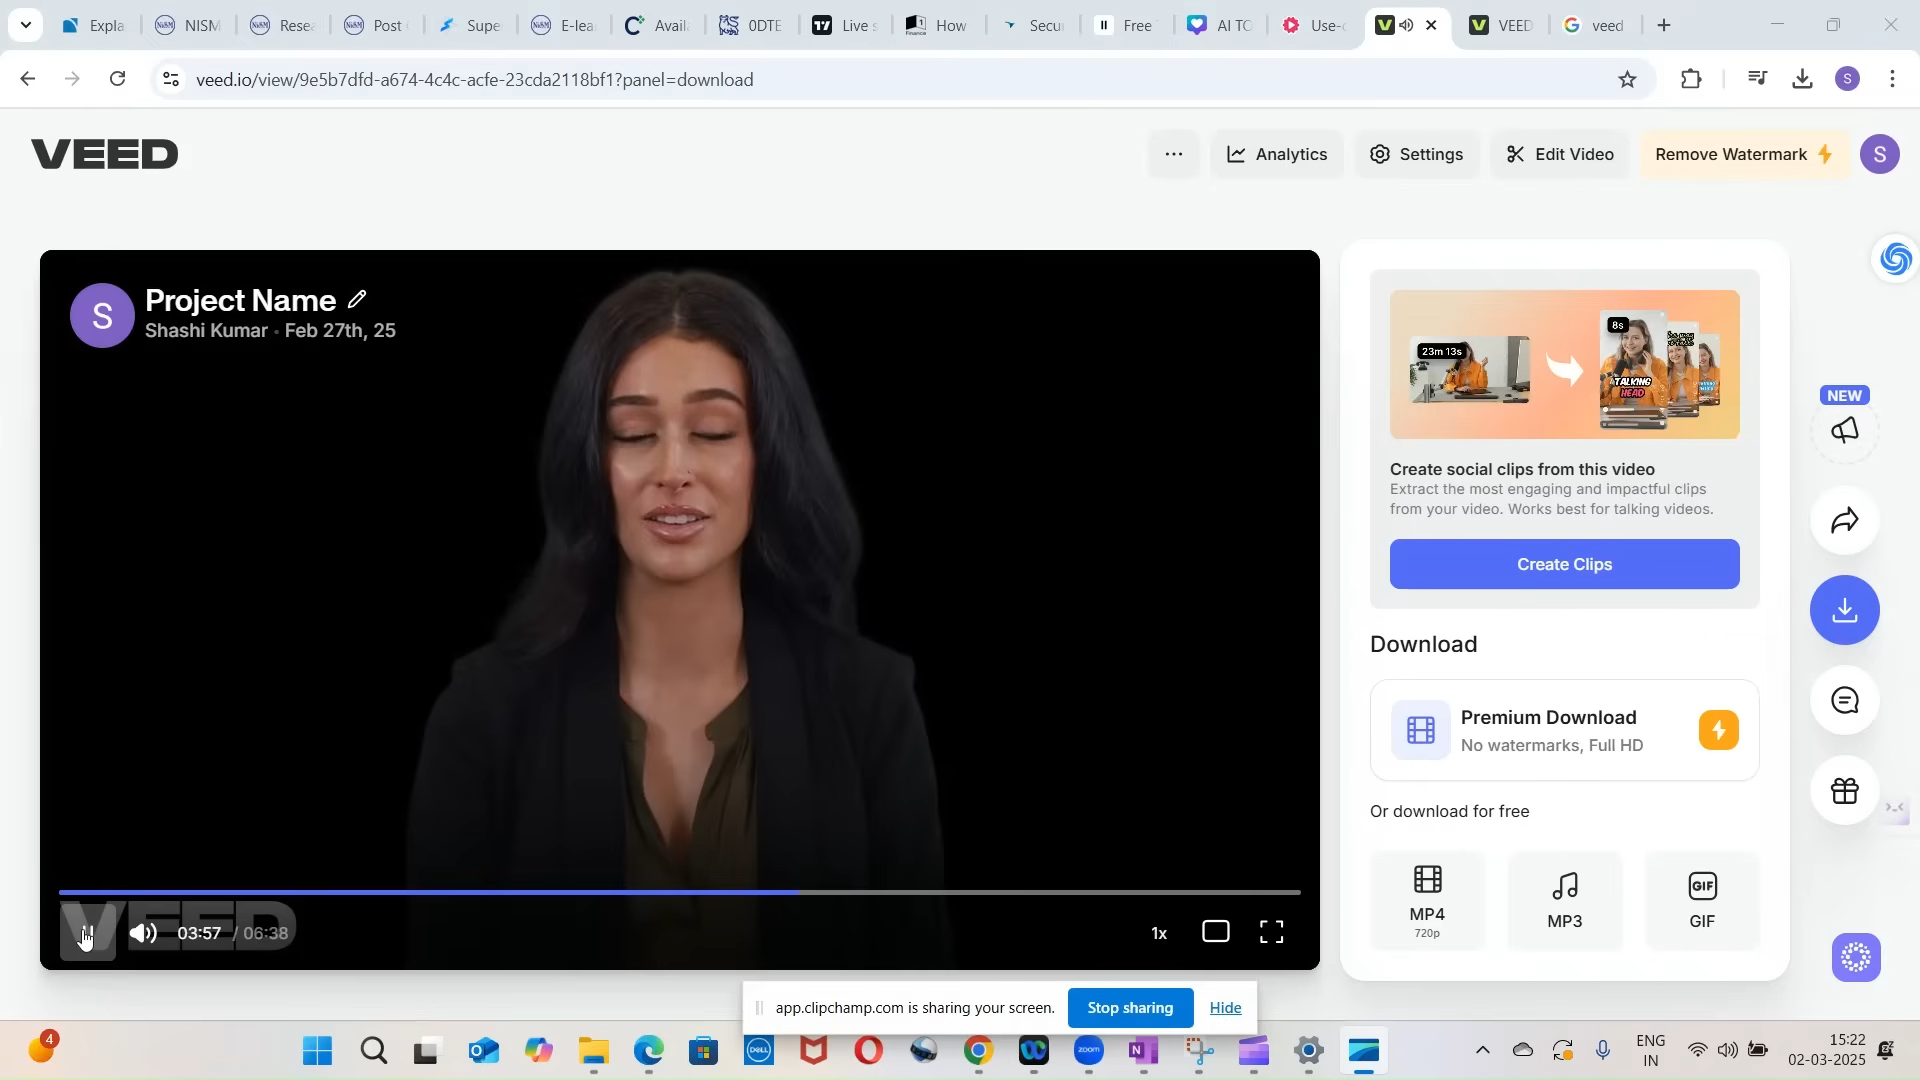 Expla
NISM
Resea
Post
Supe
E-lea
Avail
0DTE
Live s
How
Secu
Free
AI TO
Use-c
VEED
veed
veed.io/view/9e5b7dfd-a674-4c4c-acfe-23cda2118bf1?panel=download
S
VEED
Analytics
Settings
Edit Video
Remove Watermark
S
S
Project Name
Shashi Kumar · Feb 27th, 25
23m 13s
8s
TALKING
HEAD
NEW
Create social clips from this video
Extract the most engaging and impactful clips
from your video. Works best for talking videos.
Create Clips
Download
Premium Download
No watermarks, Full HD
Or download for free
MP4
720p
MP3
GIF
GIF
VEED
03:57 / 06:38
1x
app.clipchamp.com is sharing your screen.
Stop sharing
Hide
4
DELL
zoom
ENG
IN
15:22
02-03-2025